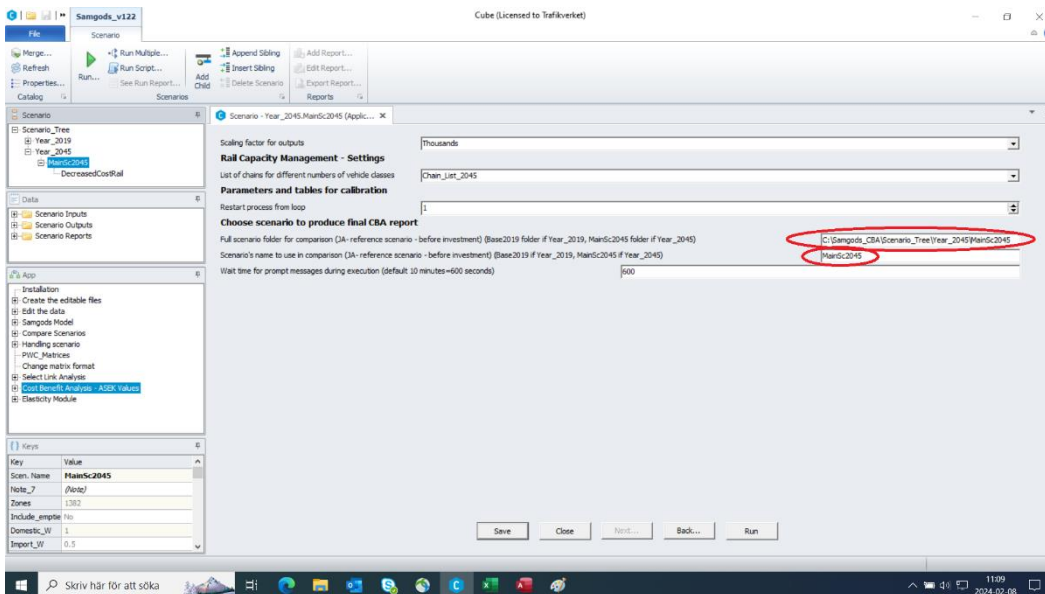 Samgods_v122
Cube (Licensed to Trafikverket)
File
Scenario
Merge...
Refresh
Properties...
Catalog
Run...
Run Multiple...
Run Script...
See Run Report...
Scenarios
Add Child
Append Sibling
Insert Sibling
Delete Scenario
Add Report...
Edit Report...
Export Report...
Reports
Scenario
Scenario_Tree
Year_2019
Year_2045
MainSc2045
DecreasedCostRail
Data
Scenario Inputs
Scenario Outputs
Scenario Reports
App
Installation
Create the editable files
Edit the data
Samgods Model
Compare Scenarios
Handling scenario
PWC_Matrices
Change matrix format
Select Link Analysis
Cost Benefit Analysis - ASEK Values
Elasticity Module
Keys
Key Value
Scen. Name MainSc2045
Note_7 (Note)
Zones 1382
Include_emptie No
Domestic_W 1
Import_W 0.5
Scenario - Year_2045.MainSc2045 (Applic...
Scaling factor for outputs Thousands
Rail Capacity Management - Settings
List of chains for different numbers of vehicle classes Chain_List_2045
Parameters and tables for calibration
Restart process from loop 1
Choose scenario to produce final CBA report
Full scenario folder for comparison (JA- reference scenario - before investment) (Base2019 folder if Year_2019, MainSc2045 folder if Year_2045) C:\Samgods_CBA\Scenario_Tree\Year_2045\MainSc2045
Scenario's name to use in comparison (JA- reference scenario - before investment) (Base2019 if Year_2019, MainSc2045 if Year_2045) MainSc2045
Wait time for prompt messages during execution (default 10 minutes=600 seconds) 600
Save Close Next... Back... Run
Skriv här för att söka
11:09
2024-02-08